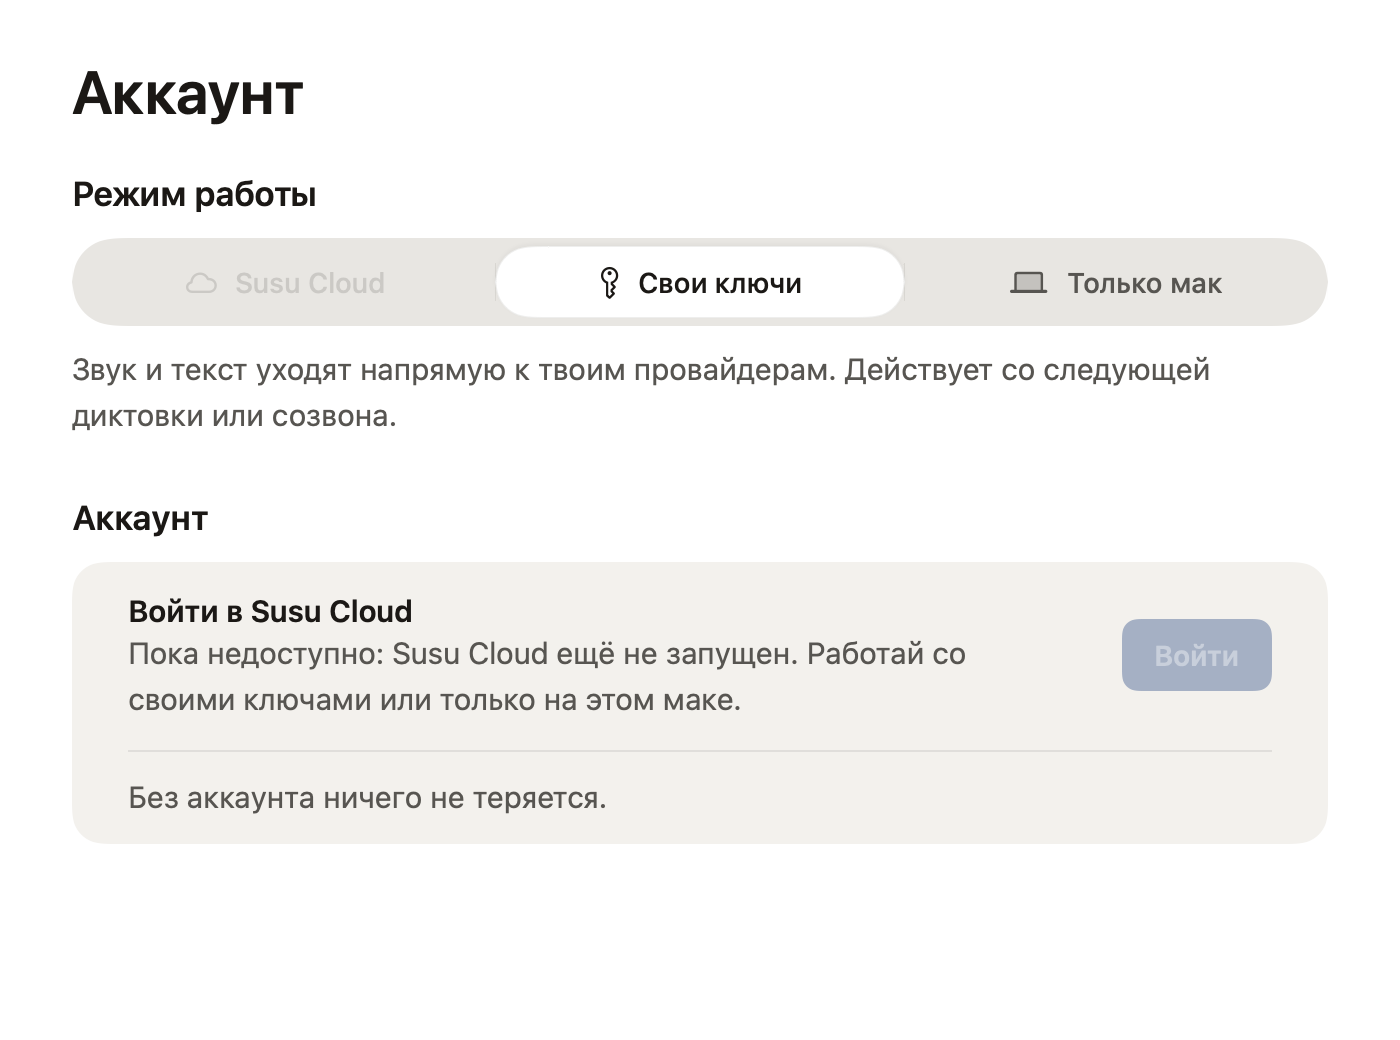 Аккаунт
Режим работы
Susu Cloud
Свои ключи
Только мак
Звук и текст уходят напрямую к твоим провайдерам. Действует со следующей
диктовки или созвона.
Аккаунт
Войти в Susu Cloud
Пока недоступно: Susu Cloud ещё не запущен. Работай со
своими ключами или только на этом маке.
Войти
Без аккаунта ничего не теряется.